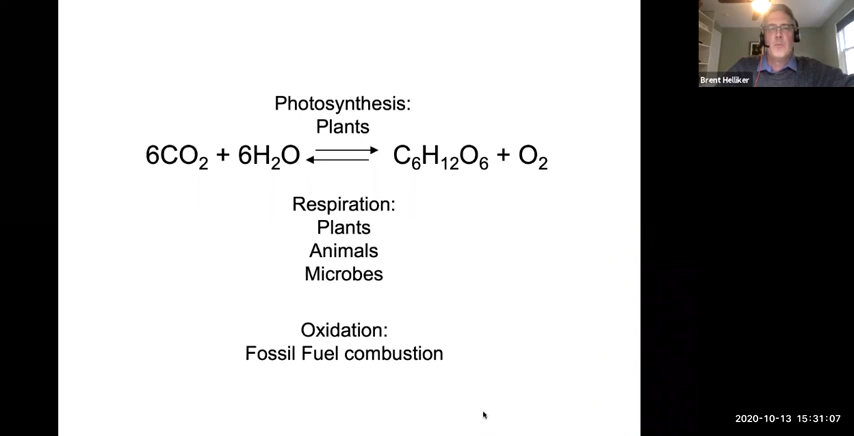 Photosynthesis:
Plants
6CO₂ + 6H₂O ⇌ C₆H₁₂O₆ + O₂
Respiration:
Plants
Animals
Microbes
Oxidation:
Fossil Fuel combustion
Brent Helliker
2020-10-13 15:31:07